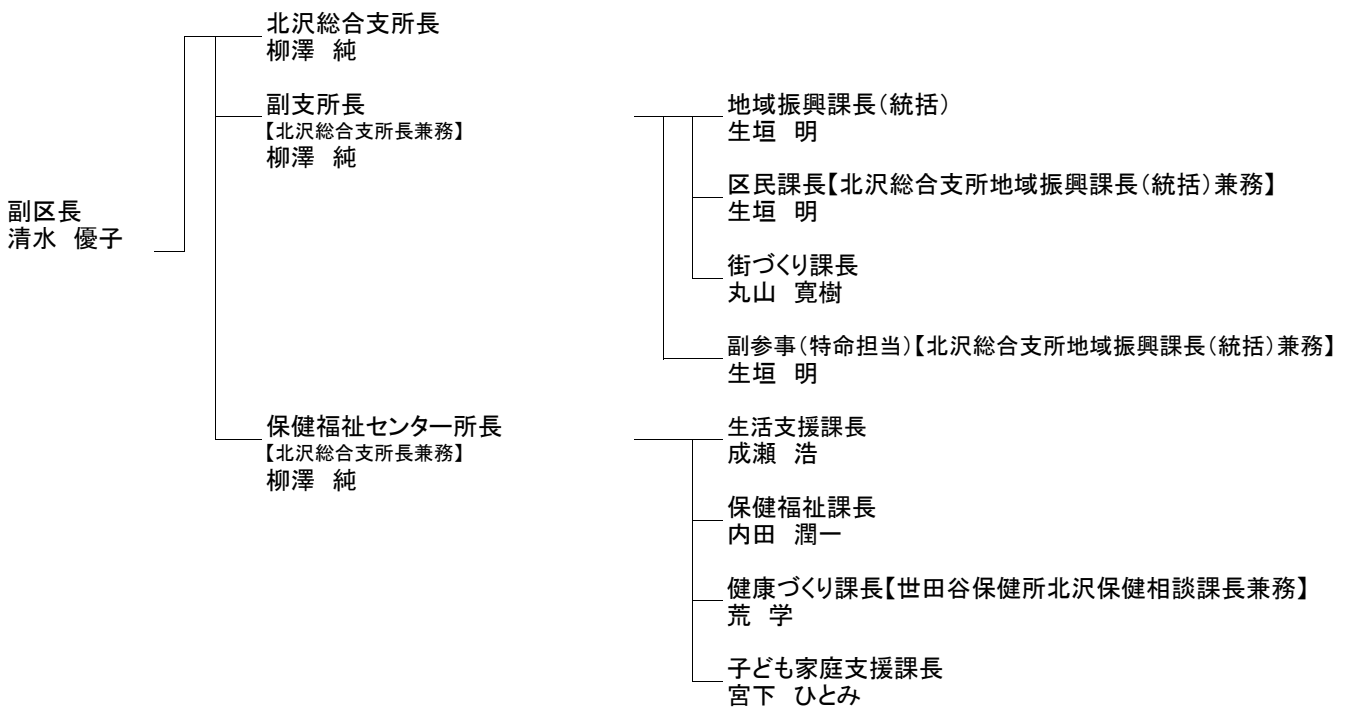 副区長
清水　優子
北沢総合支所長
柳澤　純
副支所長
【北沢総合支所長兼務】
柳澤　純
地域振興課長（統括）
生垣　明
区民課長【北沢総合支所地域振興課長（統括）兼務】
生垣　明
街づくり課長
丸山　寛樹
副参事（特命担当）【北沢総合支所地域振興課長（統括）兼務】
生垣　明
保健福祉センター所長
【北沢総合支所長兼務】
柳澤　純
生活支援課長
成瀬　浩
保健福祉課長
内田　潤一
健康づくり課長【世田谷保健所北沢保健相談課長兼務】
荒　学
子ども家庭支援課長
宮下　ひとみ